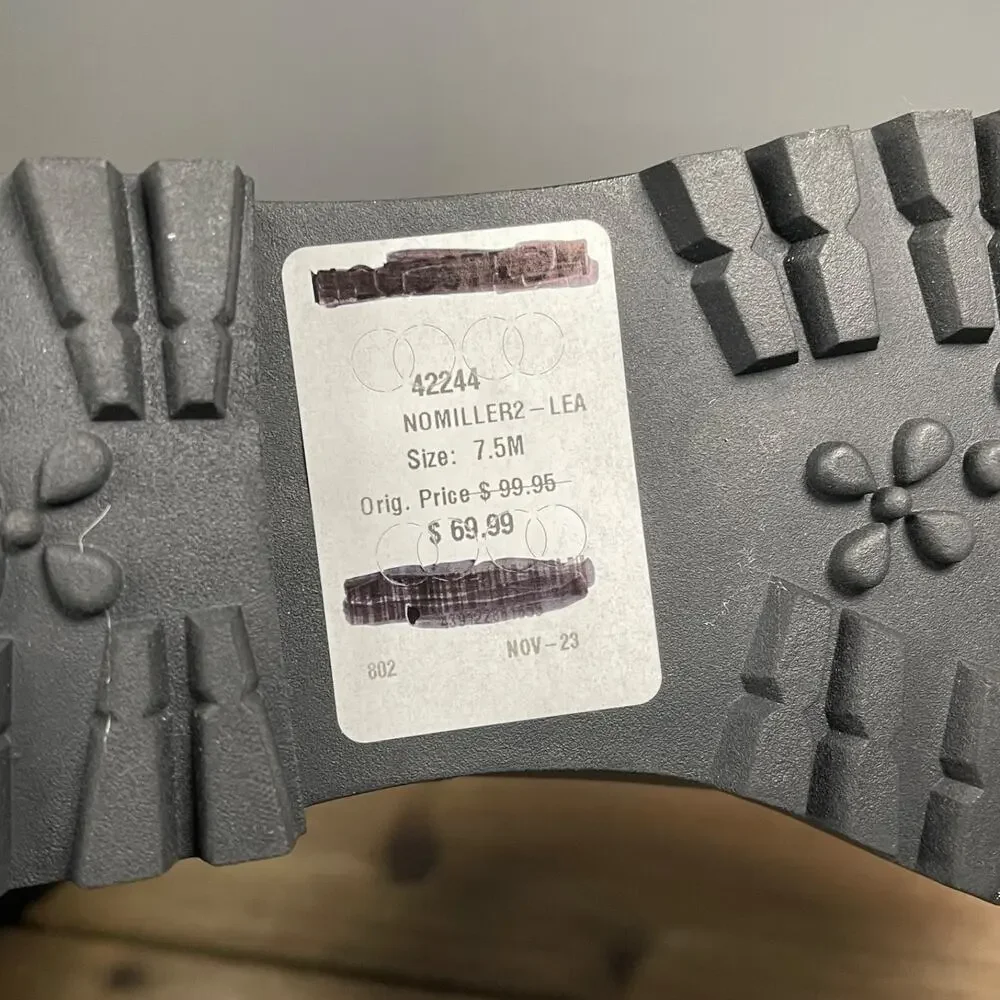 42244
NOMILLER2-LEA
Size: 7.5M
Orig. Price $ 99.95
$ 69.99
802 NOV-23